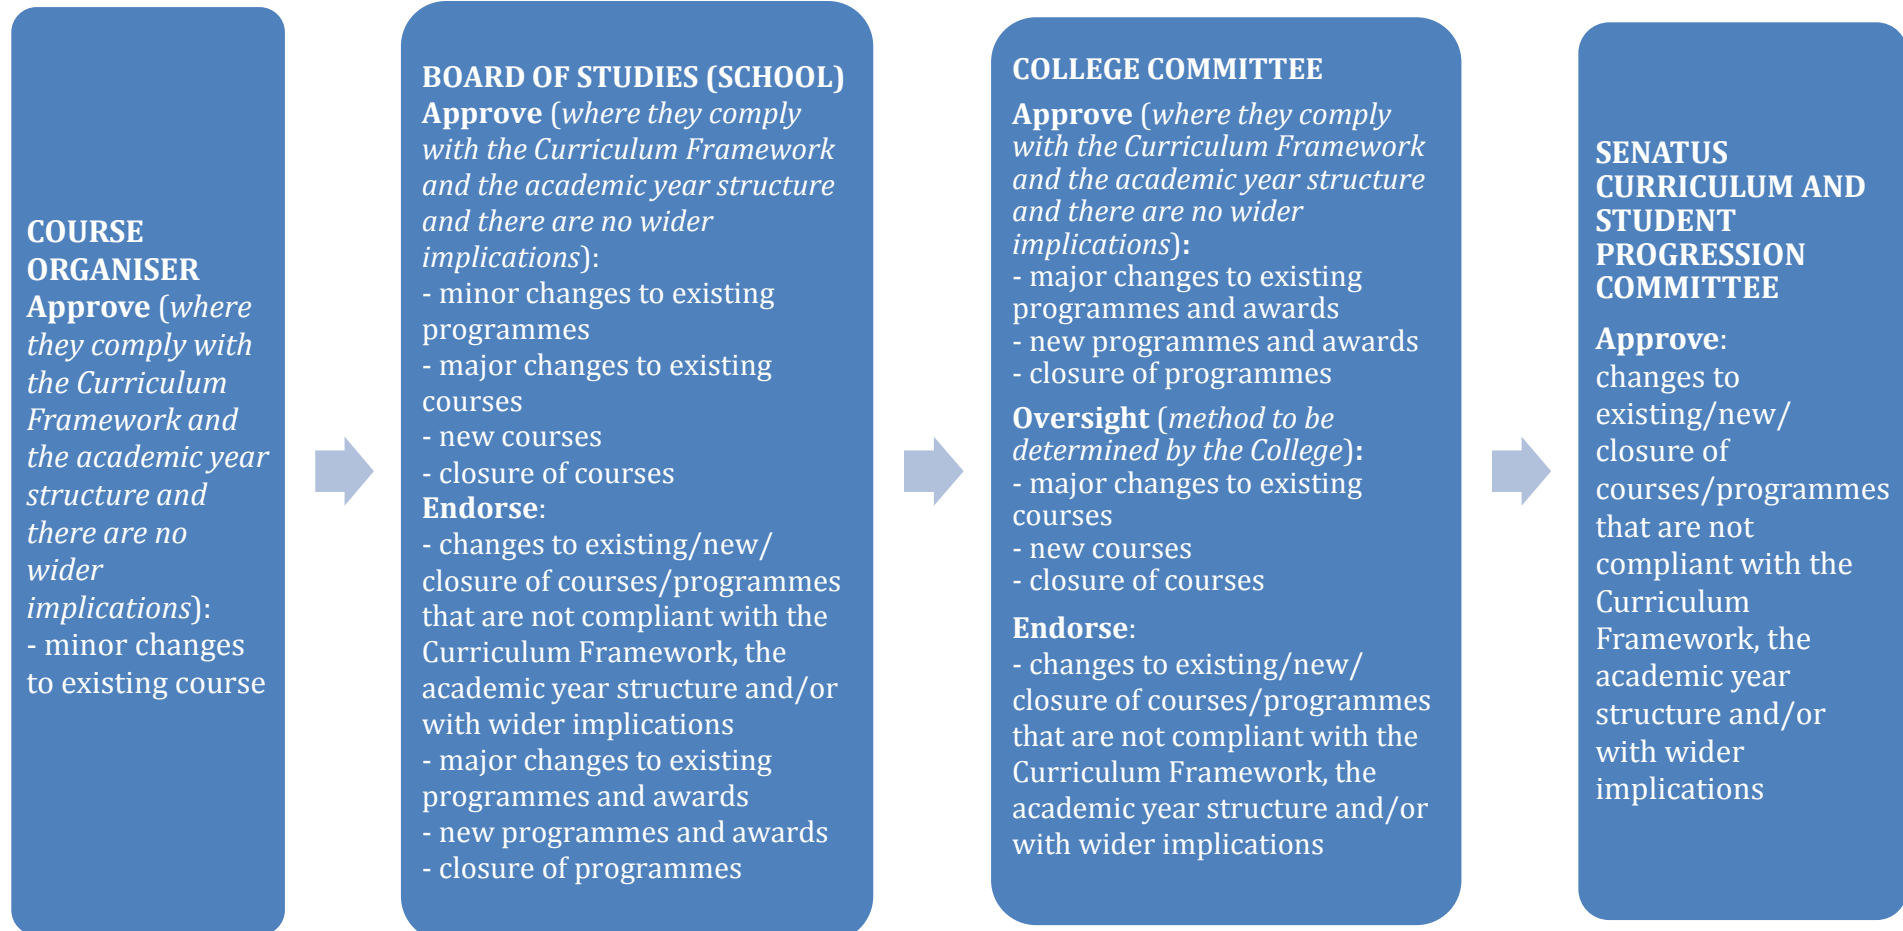 COURSE
ORGANISER
Approve (where
they comply with
the Curriculum
Framework and
the academic year
structure and
there are no
wider
implications):
- minor changes
to existing course
BOARD OF STUDIES (SCHOOL)
Approve (where they comply
with the Curriculum Framework
and the academic year structure
and there are no wider
implications):
- minor changes to existing
programmes
- major changes to existing
courses
- new courses
- closure of courses
Endorse:
- changes to existing/new/
closure of courses/programmes
that are not compliant with the
Curriculum Framework, the
academic year structure and/or
with wider implications
- major changes to existing
programmes and awards
- new programmes and awards
- closure of programmes
COLLEGE COMMITTEE
Approve (where they comply
with the Curriculum Framework
and the academic year structure
and there are no wider
implications):
- major changes to existing
programmes and awards
- new programmes and awards
- closure of programmes
Oversight (method to be
determined by the College):
- major changes to existing
courses
- new courses
- closure of courses
Endorse:
- changes to existing/new/
closure of courses/programmes
that are not compliant with the
Curriculum Framework, the
academic year structure and/or
with wider implications
SENATUS
CURRICULUM AND
STUDENT
PROGRESSION
COMMITTEE
Approve:
changes to
existing/new/
closure of
courses/programmes
that are not
compliant with the
Curriculum
Framework, the
academic year
structure and/or
with wider
implications